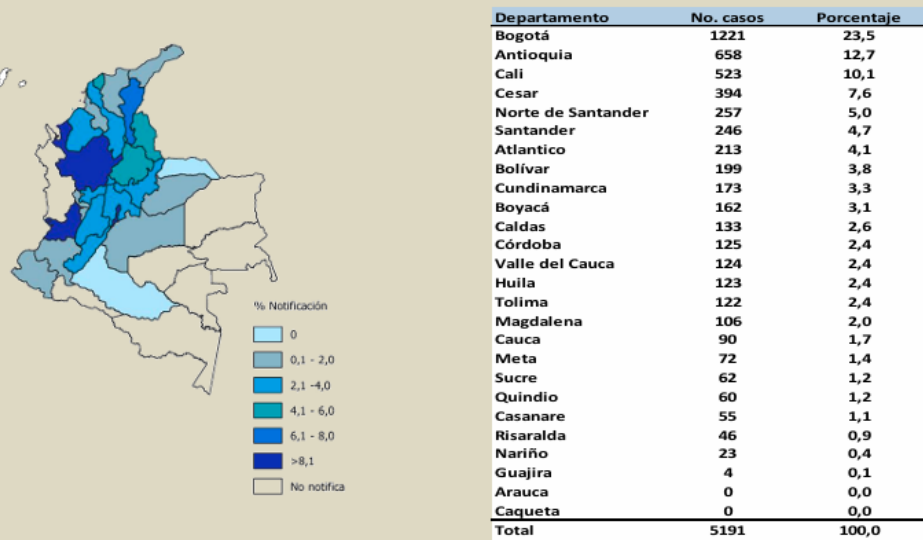 Departamento No. casos Porcentaje
Bogotá 1221 23,5
Antioquia 658 12,7
Cali 523 10,1
Cesar 394 7,6
Norte de Santander 257 5,0
Santander 246 4,7
Atlantico 213 4,1
Bolívar 199 3,8
Cundinamarca 173 3,3
Boyacá 162 3,1
Caldas 133 2,6
Córdoba 125 2,4
Valle del Cauca 124 2,4
Huila 123 2,4
Tolima 122 2,4
Magdalena 106 2,0
Cauca 90 1,7
Meta 72 1,4
Sucre 62 1,2
Quindio 60 1,2
Casanare 55 1,1
Risaralda 46 0,9
Nariño 23 0,4
Guajira 4 0,1
Arauca 0 0,0
Caqueta 0 0,0
Total 5191 100,0
% Notificación
0
0,1 - 2,0
2,1 -4,0
4,1 - 6,0
6,1 - 8,0
>8,1
No notifica